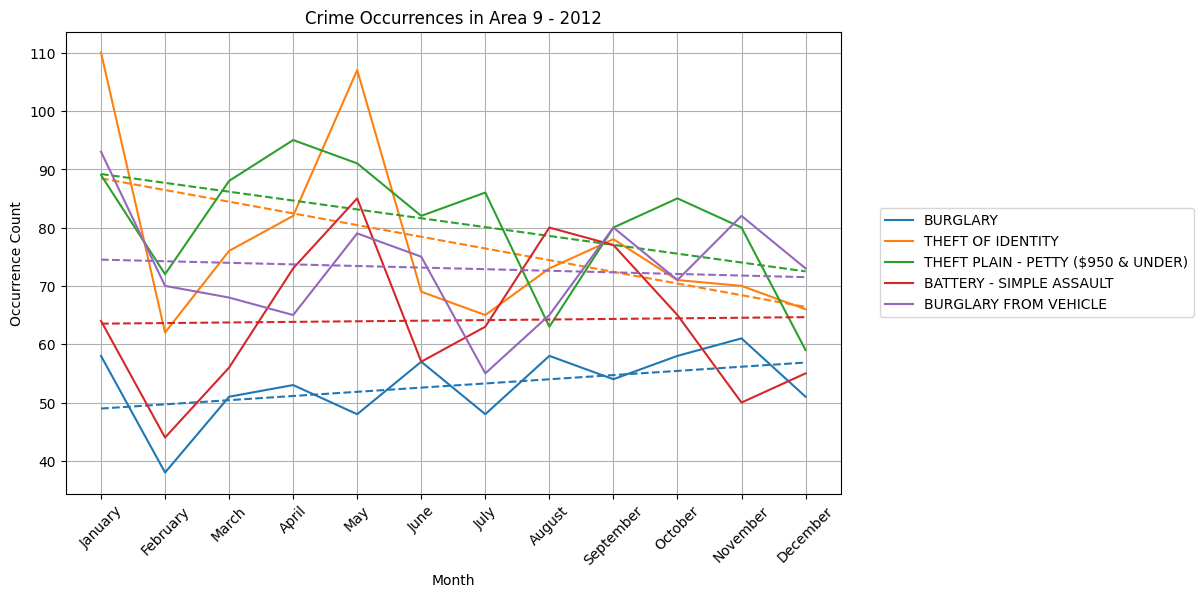 Crime Occurrences in Area 9 - 2012
Occurrence Count
110
100
90
80
70
60
50
40
January
February
March
April
May
June
July
August
September
October
November
December
Month
BURGLARY
THEFT OF IDENTITY
THEFT PLAIN - PETTY ($950 & UNDER)
BATTERY - SIMPLE ASSAULT
BURGLARY FROM VEHICLE